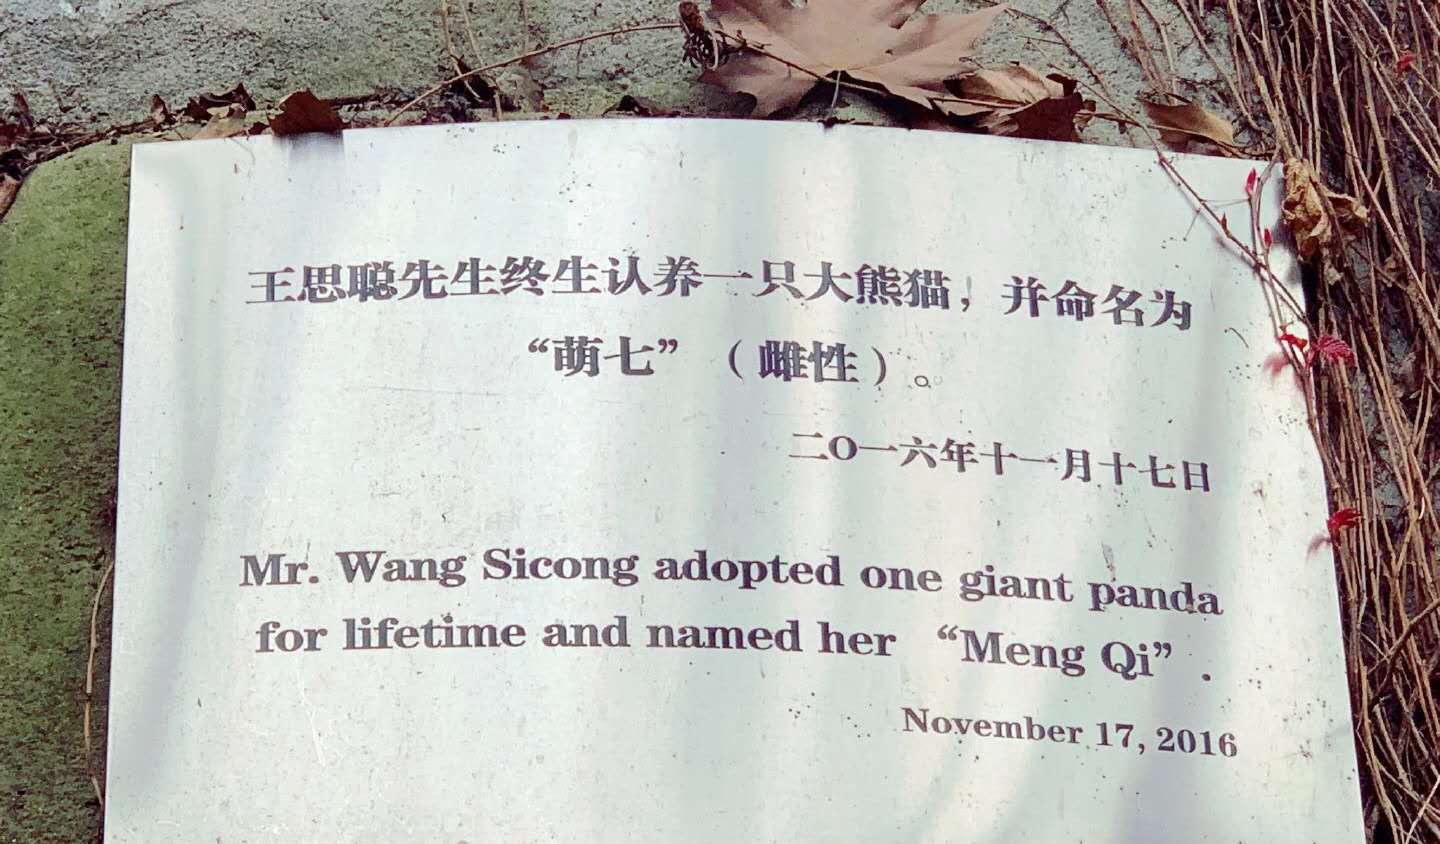 王思聪先生终生认养一只大熊猫，并命名为
“萌七”（雌性）。
二O一六年十一月十七日
Mr. Wang Sicong adopted one giant panda
for lifetime and named her “Meng Qi”.
November 17, 2016